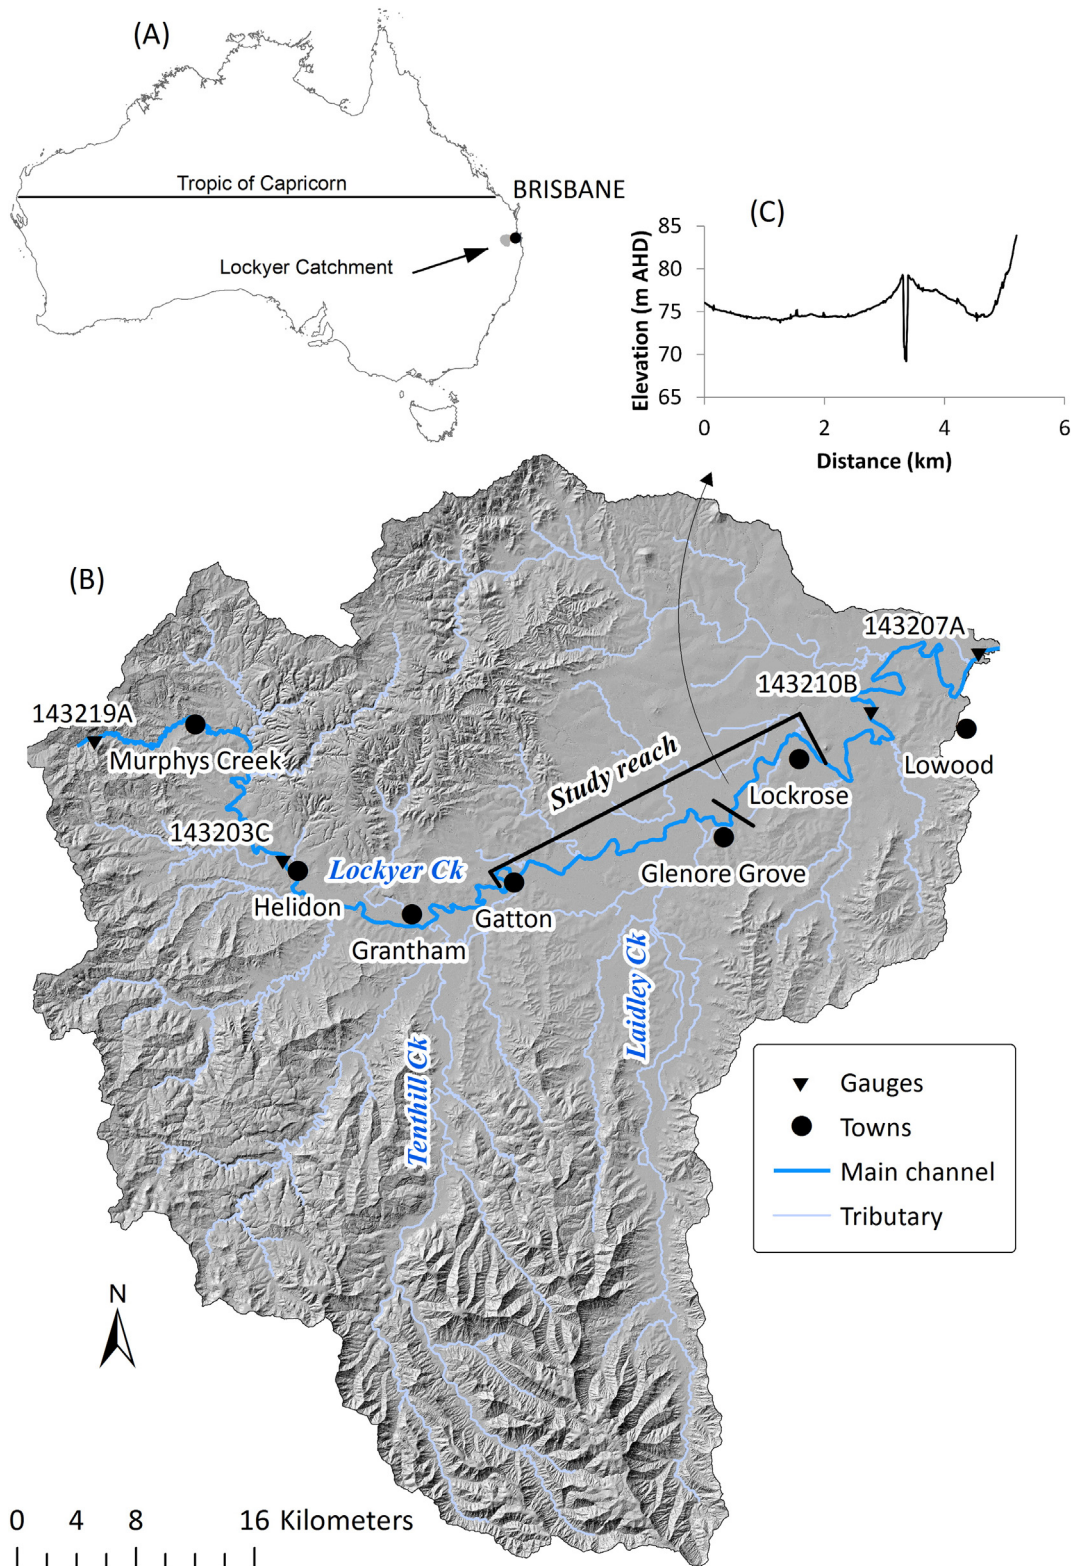 (A)
Tropic of Capricorn
BRISBANE
Lockyer Catchment
(C)
Elevation (m AHD)
85
80
75
70
65
0 2 4 6
Distance (km)
(B)
143207A
143210B
143219A
Murphys Creek
Study reach
Lowood
Lockrose
143203C
Lockyer Ck
Glenore Grove
Helidon
Gatton
Grantham
Laidley Ck
Tenthill Ck
Gauges
Towns
Main channel
Tributary
N
0 4 8 16 Kilometers